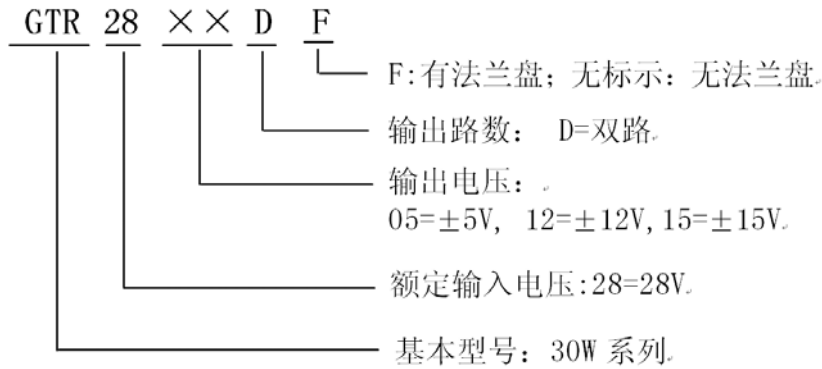 GTR 28 ×× D F
F:有法兰盘；无标示：无法兰盘
输出路数： D=双路
输出电压：
05=±5V, 12=±12V,15=±15V
额定输入电压:28=28V
基本型号：30W 系列